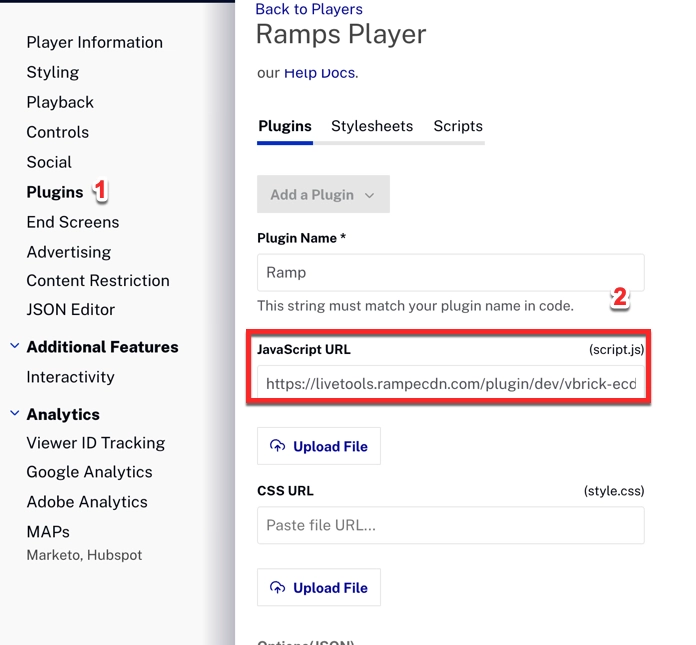 Player Information
Styling
Playback
Controls
Social
Plugins 1
End Screens
Advertising
Content Restriction
JSON Editor
Additional Features
Interactivity
Analytics
Viewer ID Tracking
Google Analytics
Adobe Analytics
MAPs
Marketo, Hubspot
Back to Players
Ramps Player
our Help Docs.
Plugins Stylesheets Scripts
Add a Plugin
Plugin Name *
Ramp
This string must match your plugin name in code.
2
JavaScript URL (script.js)
https://livetools.rampecdn.com/plugin/dev/vbrick-ecd
Upload File
CSS URL (style.css)
Paste file URL...
Upload File
Options(JSON)